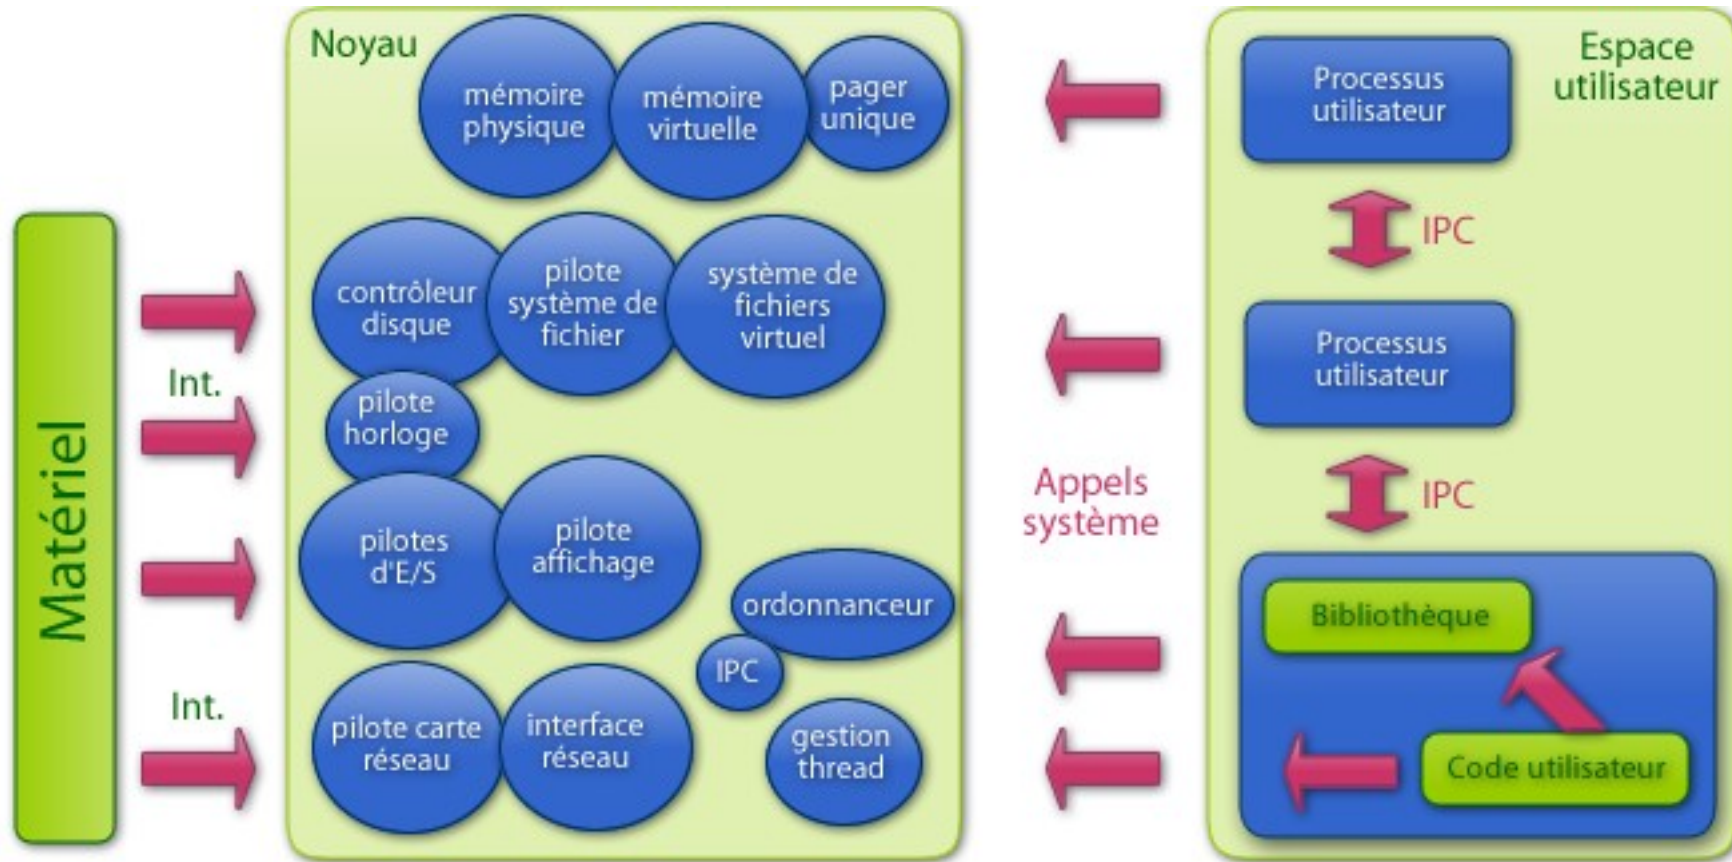 Noyau
mémoire
physique
mémoire
virtuelle
pager
unique
contrôleur
disque
pilote
système de
fichier
système de
fichiers
virtuel
pilote
horloge
pilotes
d'E/S
pilote
affichage
ordonnanceur
IPC
pilote carte
réseau
interface
réseau
gestion
thread
Matériel
Int.
Int.
Appels
système
Espace
utilisateur
Processus
utilisateur
IPC
Processus
utilisateur
IPC
Bibliothèque
Code utilisateur